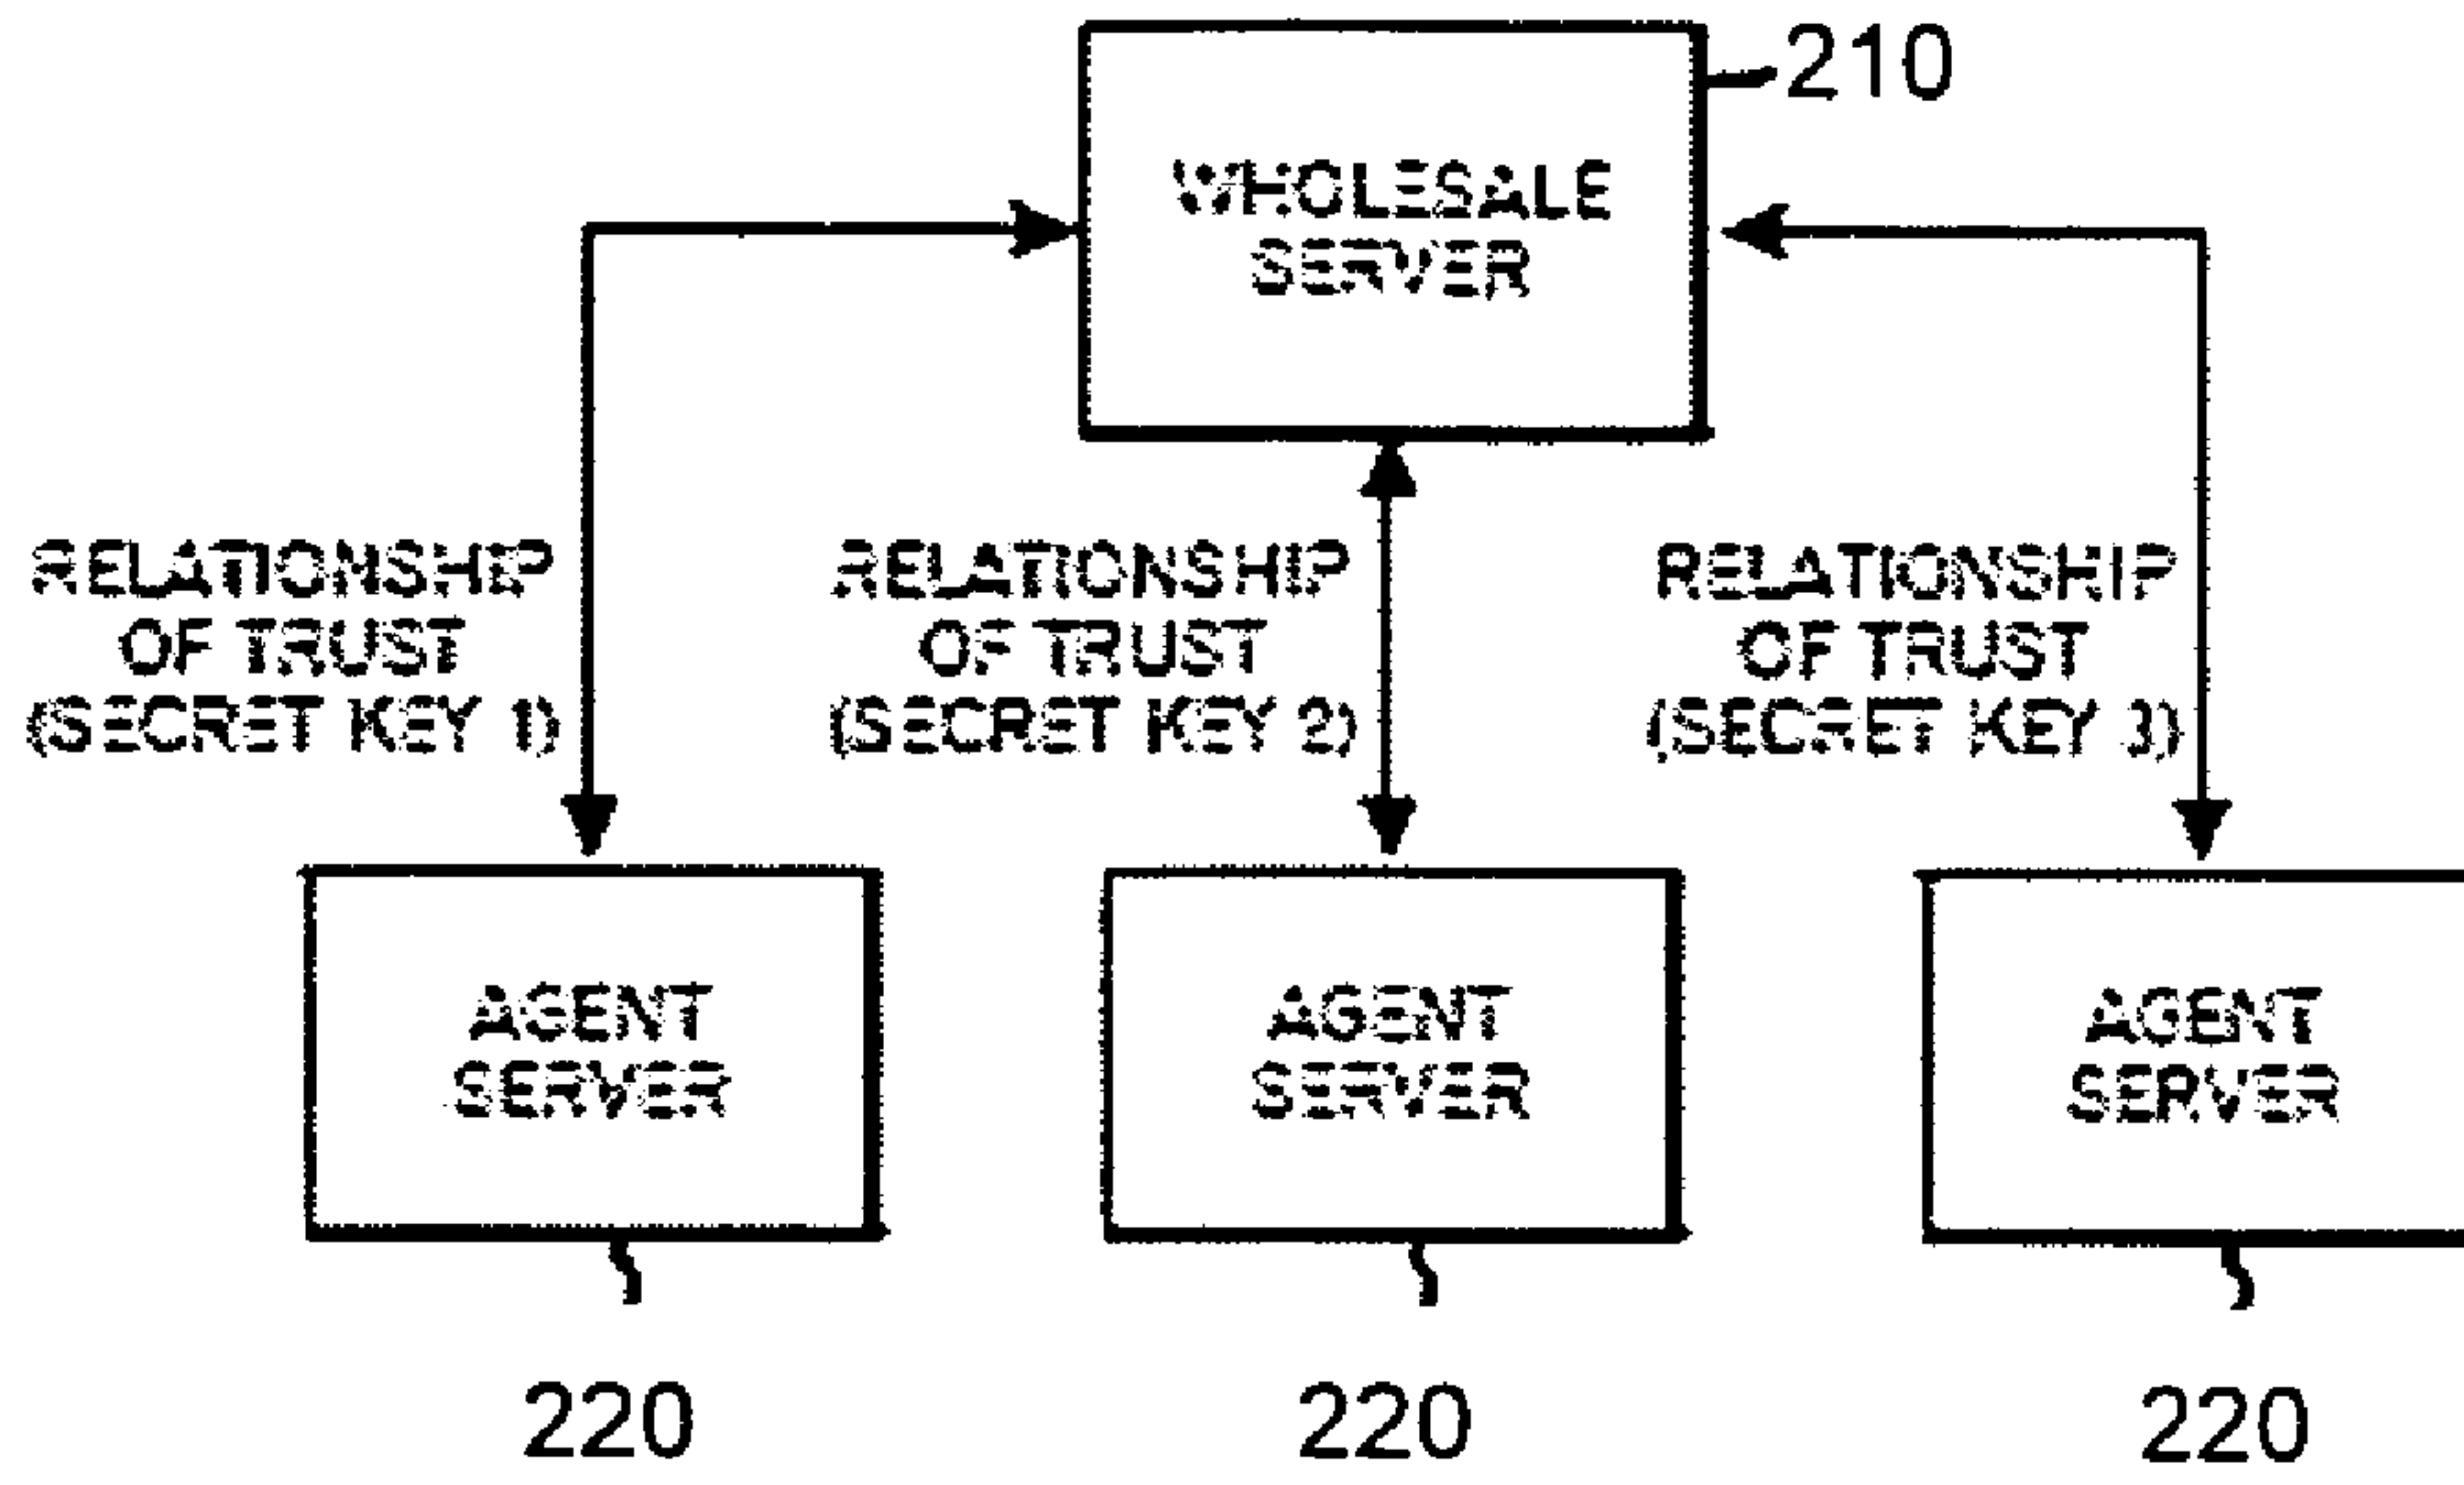 210
WHOLESALE
SERVER
RELATIONSHIP
OF TRUST
(SECRET KEY 1)
RELATIONSHIP
OF TRUST
(SECRET KEY 2)
RELATIONSHIP
OF TRUST
(SECRET KEY 3)
AGENT
SERVER
AGENT
SERVER
AGENT
SERVER
220
220
220